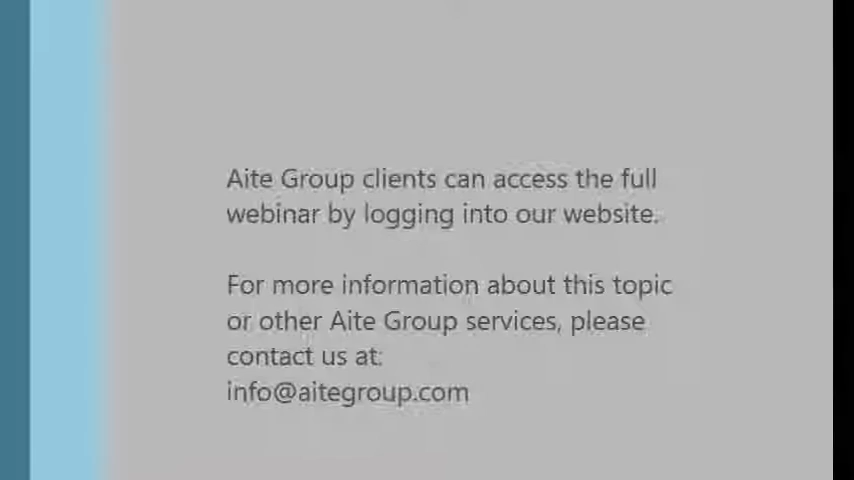 Aite Group clients can access the full
webinar by logging into our website.
For more information about this topic
or other Aite Group services, please
contact us at:
info@aitegroup.com